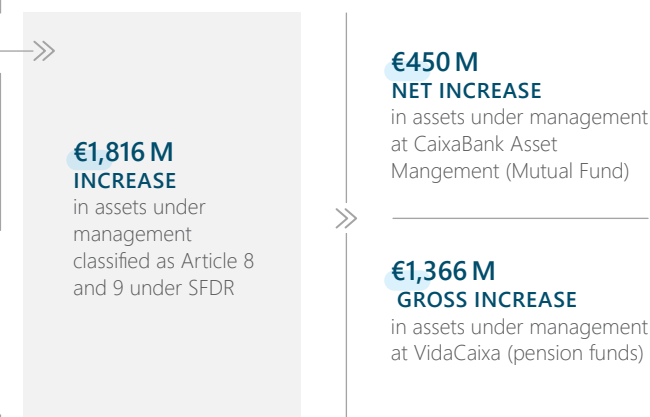 €1,816 M
INCREASE
in assets under
management
classified as Article 8
and 9 under SFDR
€450 M
NET INCREASE
in assets under management
at CaixaBank Asset
Mangement (Mutual Fund)
€1,366 M
GROSS INCREASE
in assets under management
at VidaCaixa (pension funds)